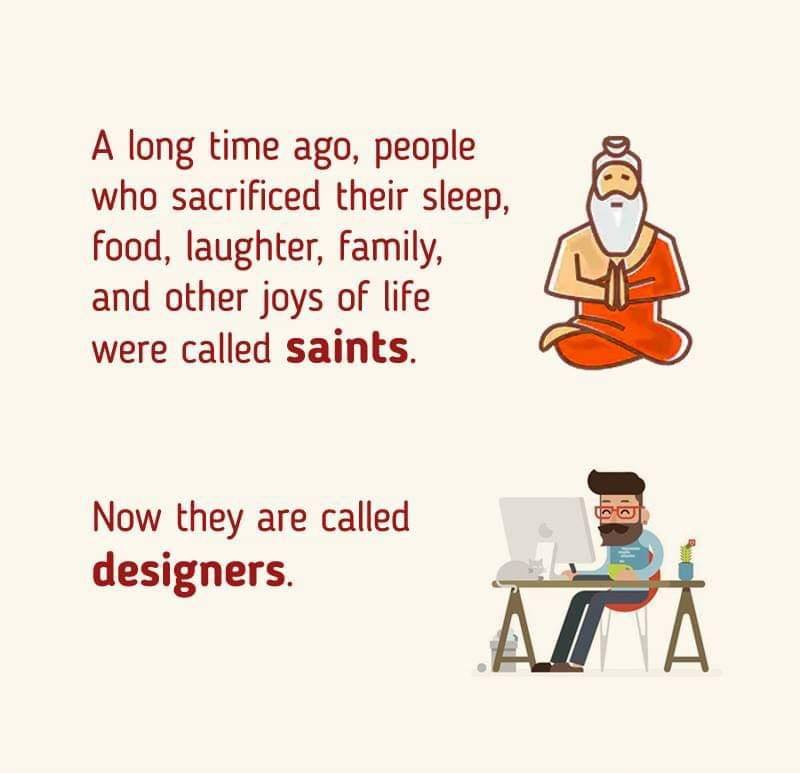 A long time ago, people
who sacrificed their sleep,
food, laughter, family,
and other joys of life
were called saints.
Now they are called
designers.